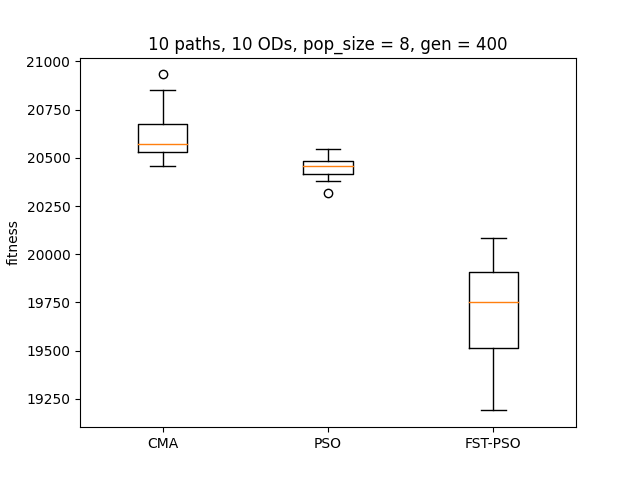 10 paths, 10 ODs, pop_size = 8, gen = 400
21000
20750
20500
20250
20000
19750
19500
19250
fitness
CMA
PSO
FST-PSO